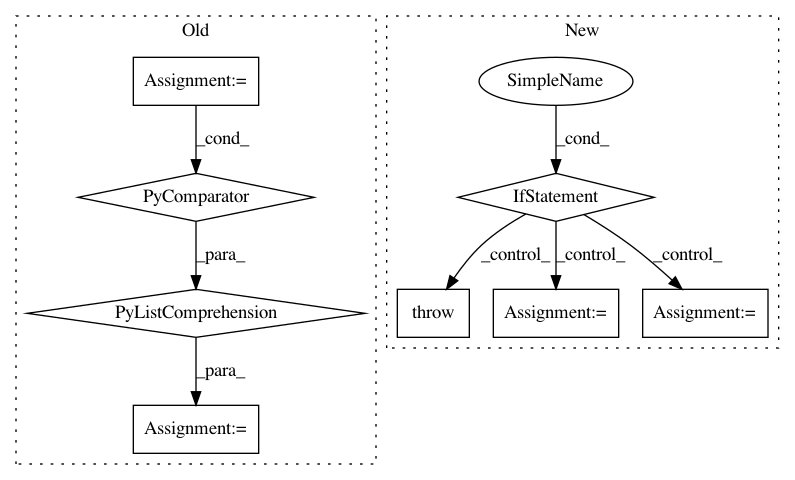 Old
New
Assignment:=
SimpleName
_cond_
_cond_
PyComparator
IfStatement
_para_
_control_
_control_
_control_
PyListComprehension
throw
Assignment:=
Assignment:=
_para_
Assignment:=